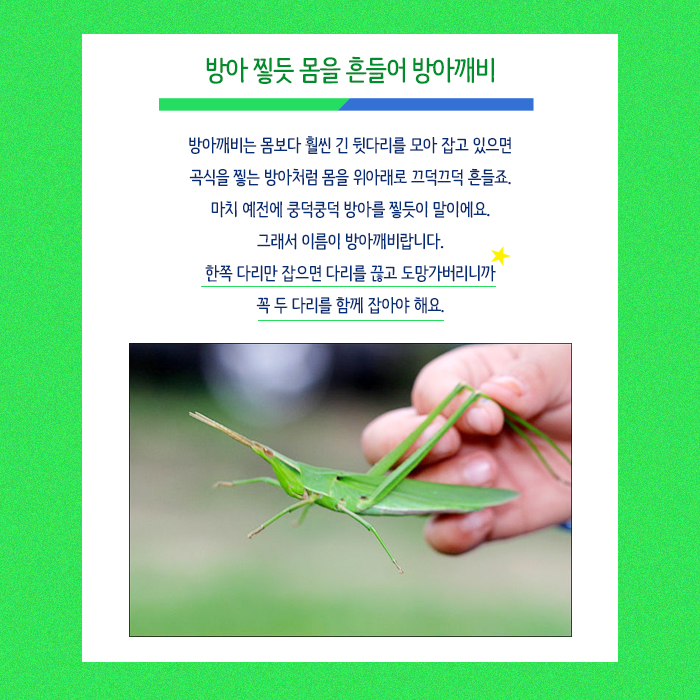 방아 찧듯 몸을 흔들어 방아깨비
방아깨비는 몸보다 훨씬 긴 뒷다리를 모아 잡고 있으면
곡식을 찧는 방아처럼 몸을 위아래로 끄덕끄덕 흔들죠.
마치 예전에 쿵덕쿵덕 방아를 찧듯이 말이에요.
그래서 이름이 방아깨비랍니다.
한쪽 다리만 잡으면 다리를 끊고 도망가버리니까
꼭 두 다리를 함께 잡아야 해요.